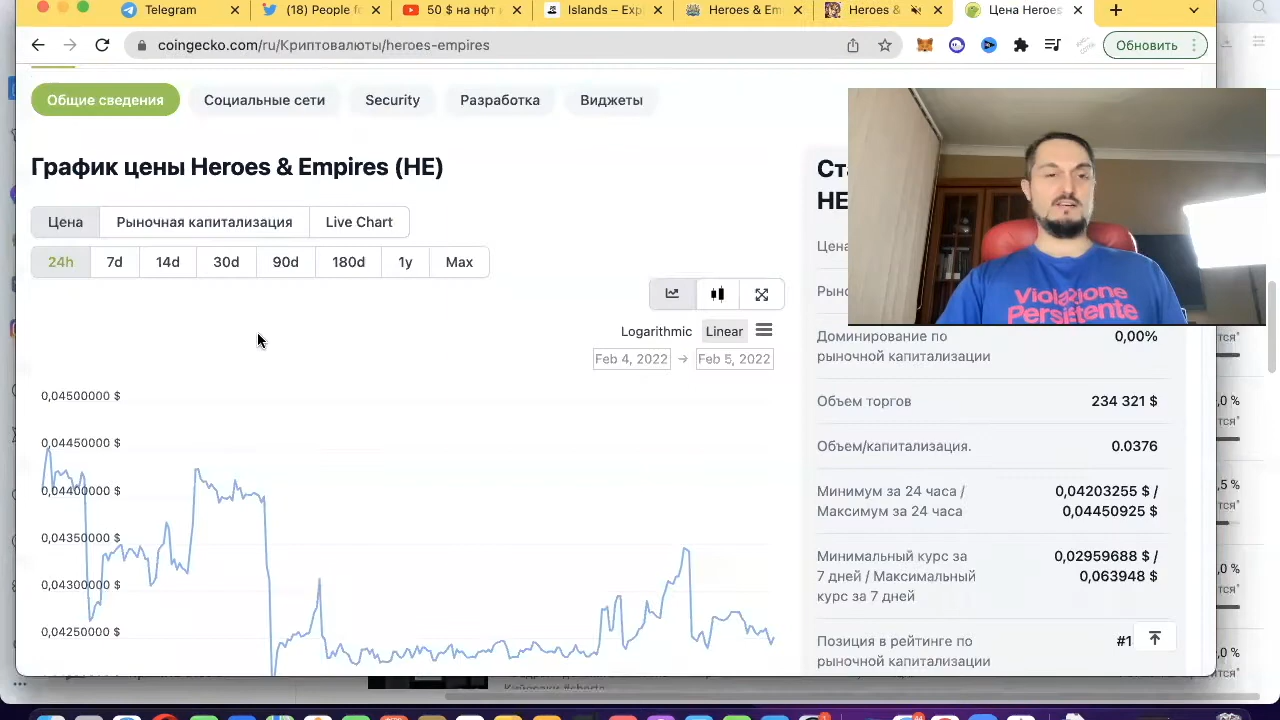 Telegram
(18) People f
50 $ на нфт
Islands – Exp
Heroes & Em
Heroes &
Цена Heroes
coingecko.com/ru/Криптовалюты/heroes-empires
Обновить
Общие сведения
Социальные сети
Security
Разработка
Виджеты
График цены Heroes & Empires (HE)
Цена
Рыночная капитализация
Live Chart
24h
7d
14d
30d
90d
180d
1y
Max
Logarithmic
Linear
Feb 4, 2022 → Feb 5, 2022
0,04500000 $
0,04450000 $
0,04400000 $
0,04350000 $
0,04300000 $
0,04250000 $
Ст
HE
Цена
Рыно
Violazione
Persistente
Доминирование по
рыночной капитализации
0,00%
Объем торгов
234 321 $
Объем/капитализация.
0.0376
Минимум за 24 часа /
Максимум за 24 часа
0,04203255 $ /
0,04450925 $
Минимальный курс за
7 дней / Максимальный
курс за 7 дней
0,02959688 $ /
0,063948 $
Позиция в рейтинге по
рыночной капитализации
#1